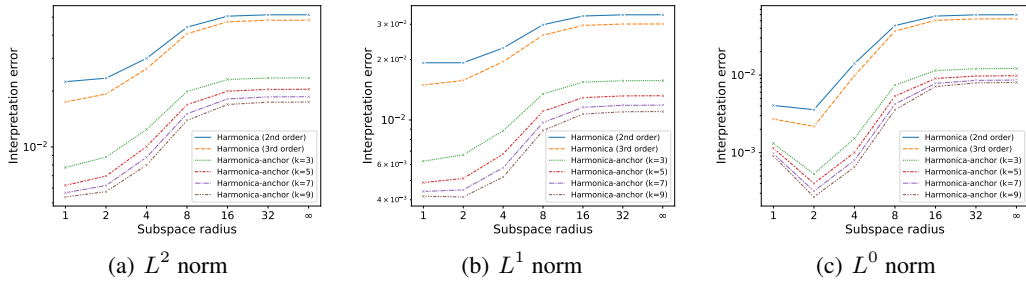 Interpretation error
10⁻²
Harmonica (2nd order)
Harmonica (3rd order)
Harmonica-anchor (k=3)
Harmonica-anchor (k=5)
Harmonica-anchor (k=7)
Harmonica-anchor (k=9)
1 2 4 8 16 32 ∞
Subspace radius
(a) L² norm
Interpretation error
3 × 10⁻²
2 × 10⁻²
10⁻²
6 × 10⁻³
4 × 10⁻³
Harmonica (2nd order)
Harmonica (3rd order)
Harmonica-anchor (k=3)
Harmonica-anchor (k=5)
Harmonica-anchor (k=7)
Harmonica-anchor (k=9)
1 2 4 8 16 32 ∞
Subspace radius
(b) L¹ norm
Interpretation error
10⁻²
10⁻³
Harmonica (2nd order)
Harmonica (3rd order)
Harmonica-anchor (k=3)
Harmonica-anchor (k=5)
Harmonica-anchor (k=7)
Harmonica-anchor (k=9)
1 2 4 8 16 32 ∞
Subspace radius
(c) L⁰ norm